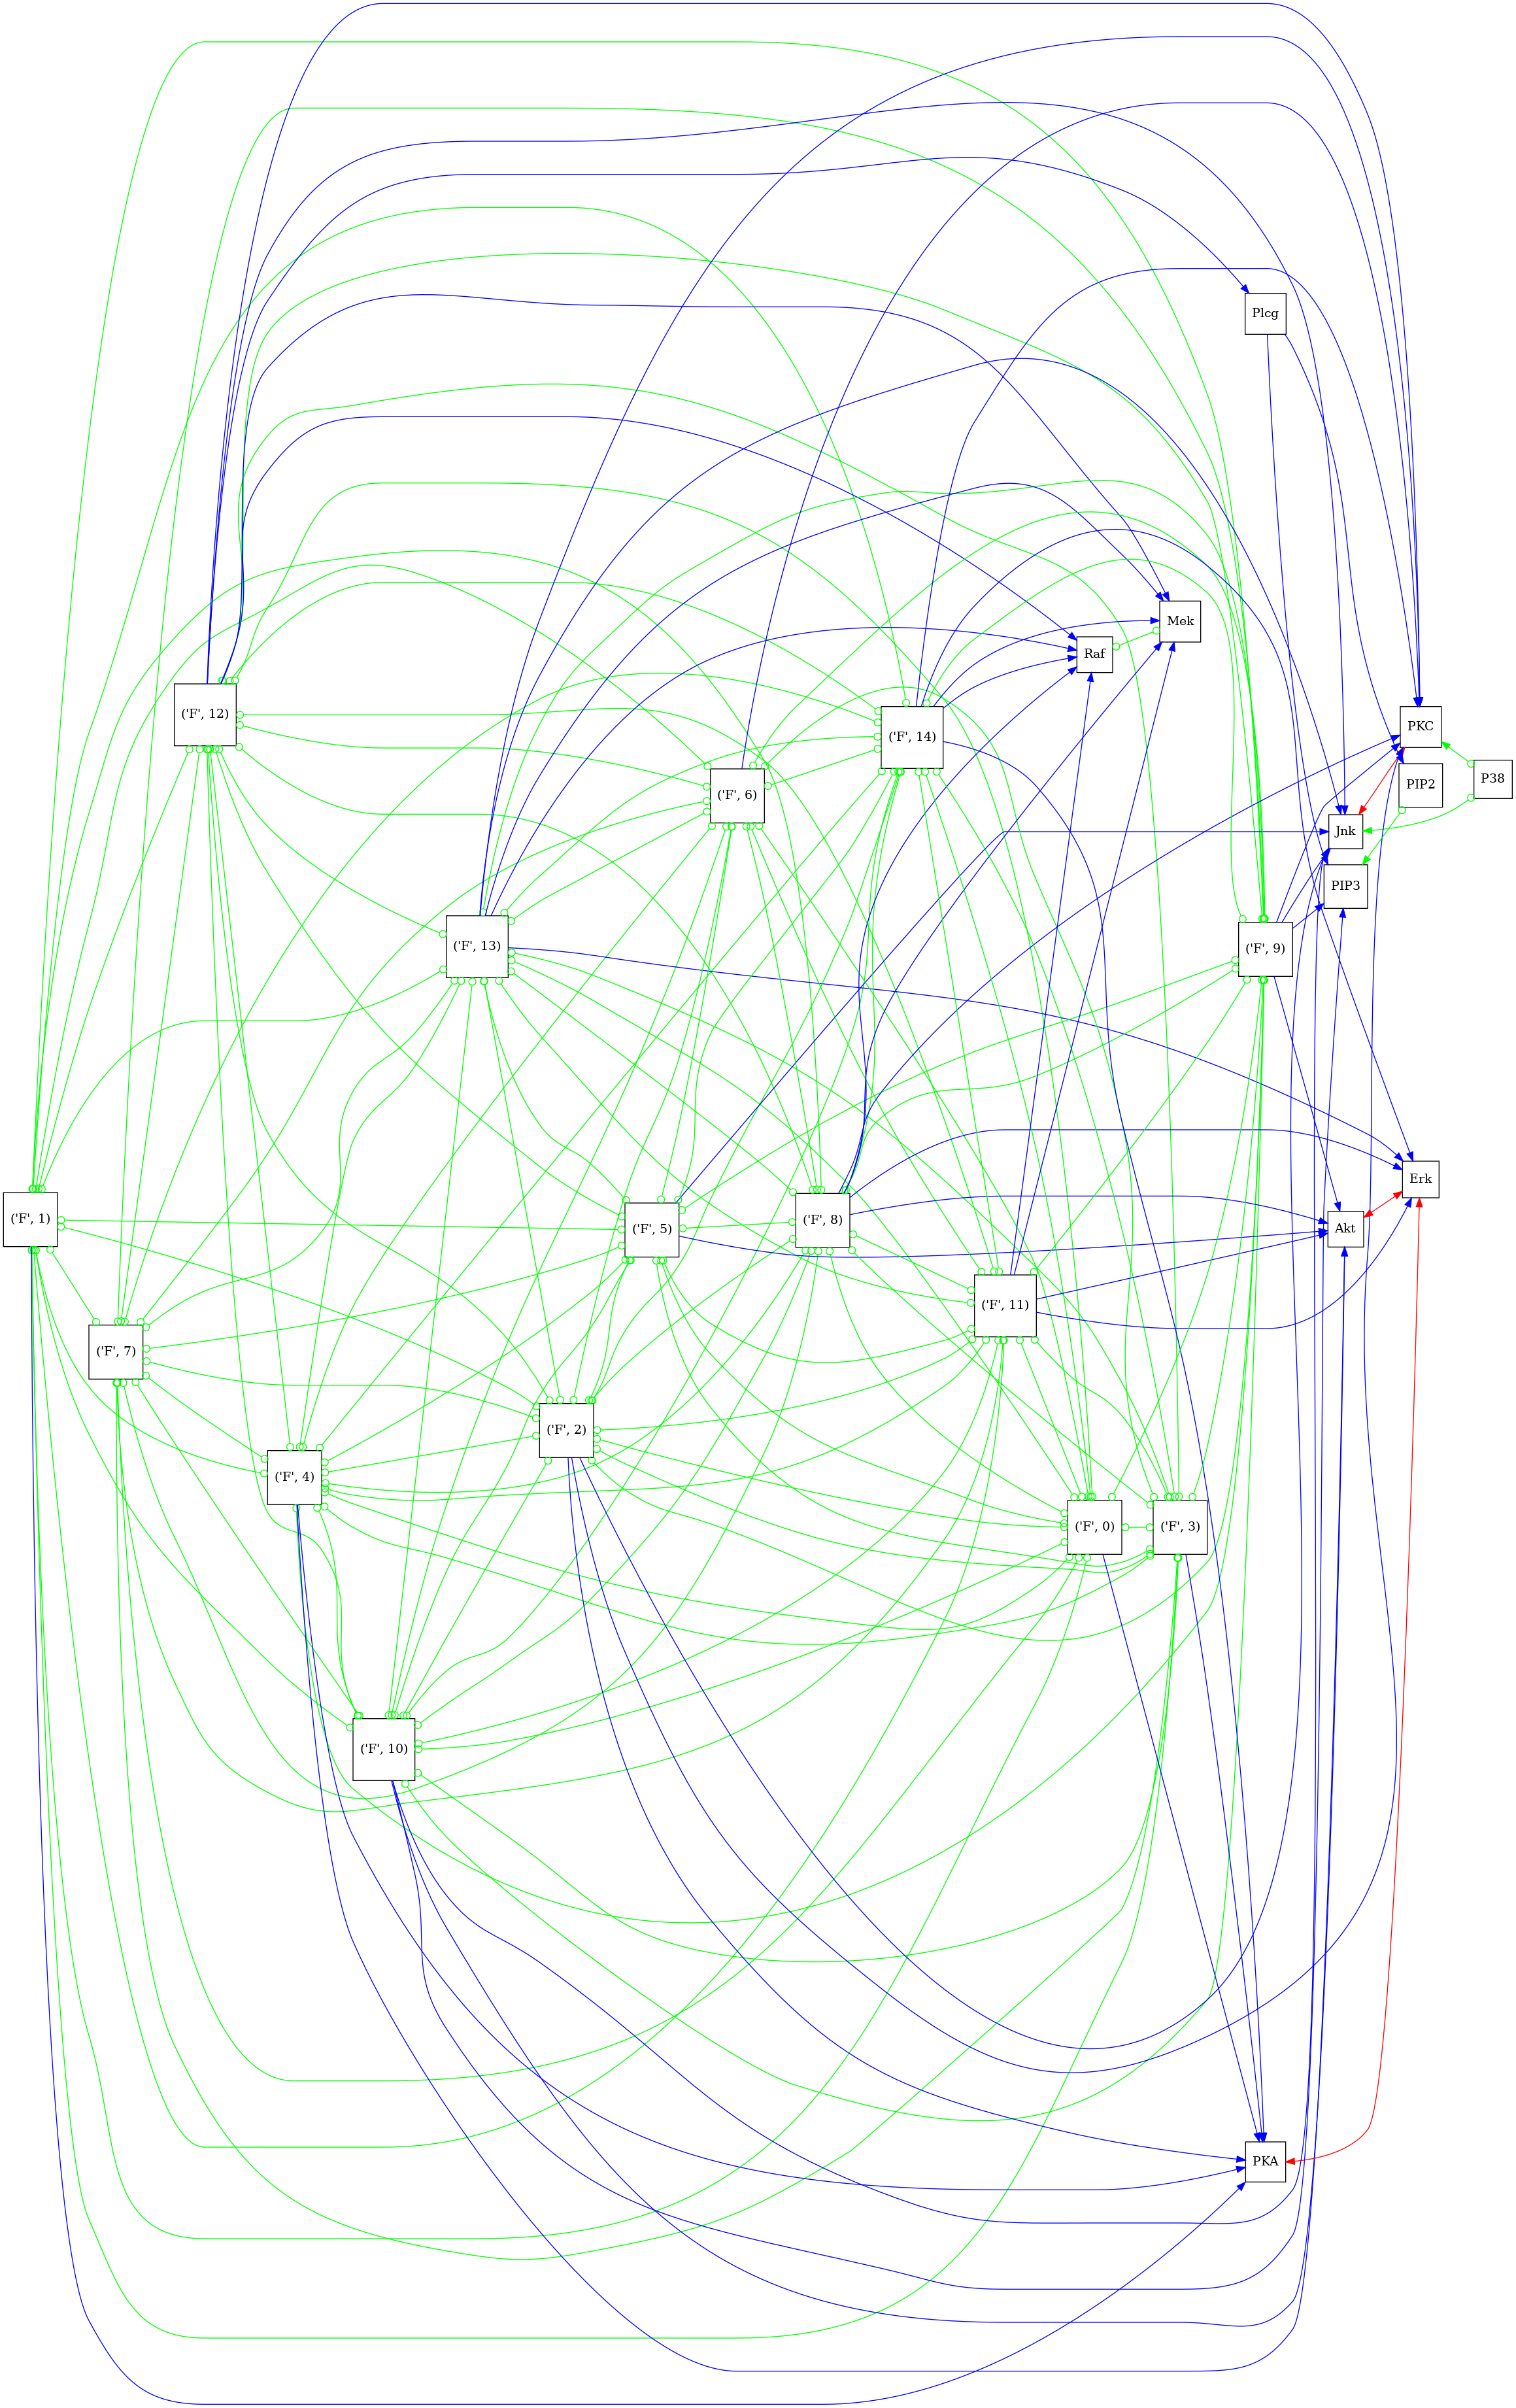 Plcg
Mek
Raf
('F', 12)
PKC
('F', 14)
P38
PIP2
('F', 6)
Jnk
PIP3
('F', 13)
('F', 9)
Erk
('F', 1)
('F', 8)
Akt
('F', 5)
('F', 11)
('F', 7)
('F', 2)
('F', 4)
('F', 0)
('F', 3)
('F', 10)
PKA